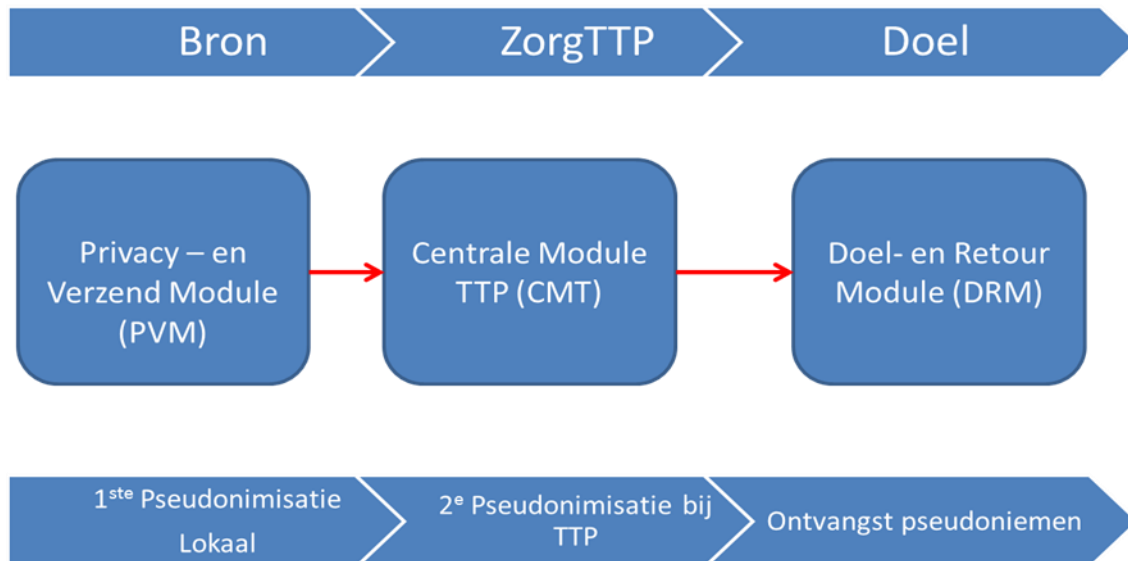 Bron
ZorgTTP
Doel
Privacy – en
Verzend Module
(PVM)
Centrale Module
TTP (CMT)
Doel- en Retour
Module (DRM)
1ste Pseudonimisatie
Lokaal
2e Pseudonimisatie bij
TTP
Ontvangst pseudoniemen